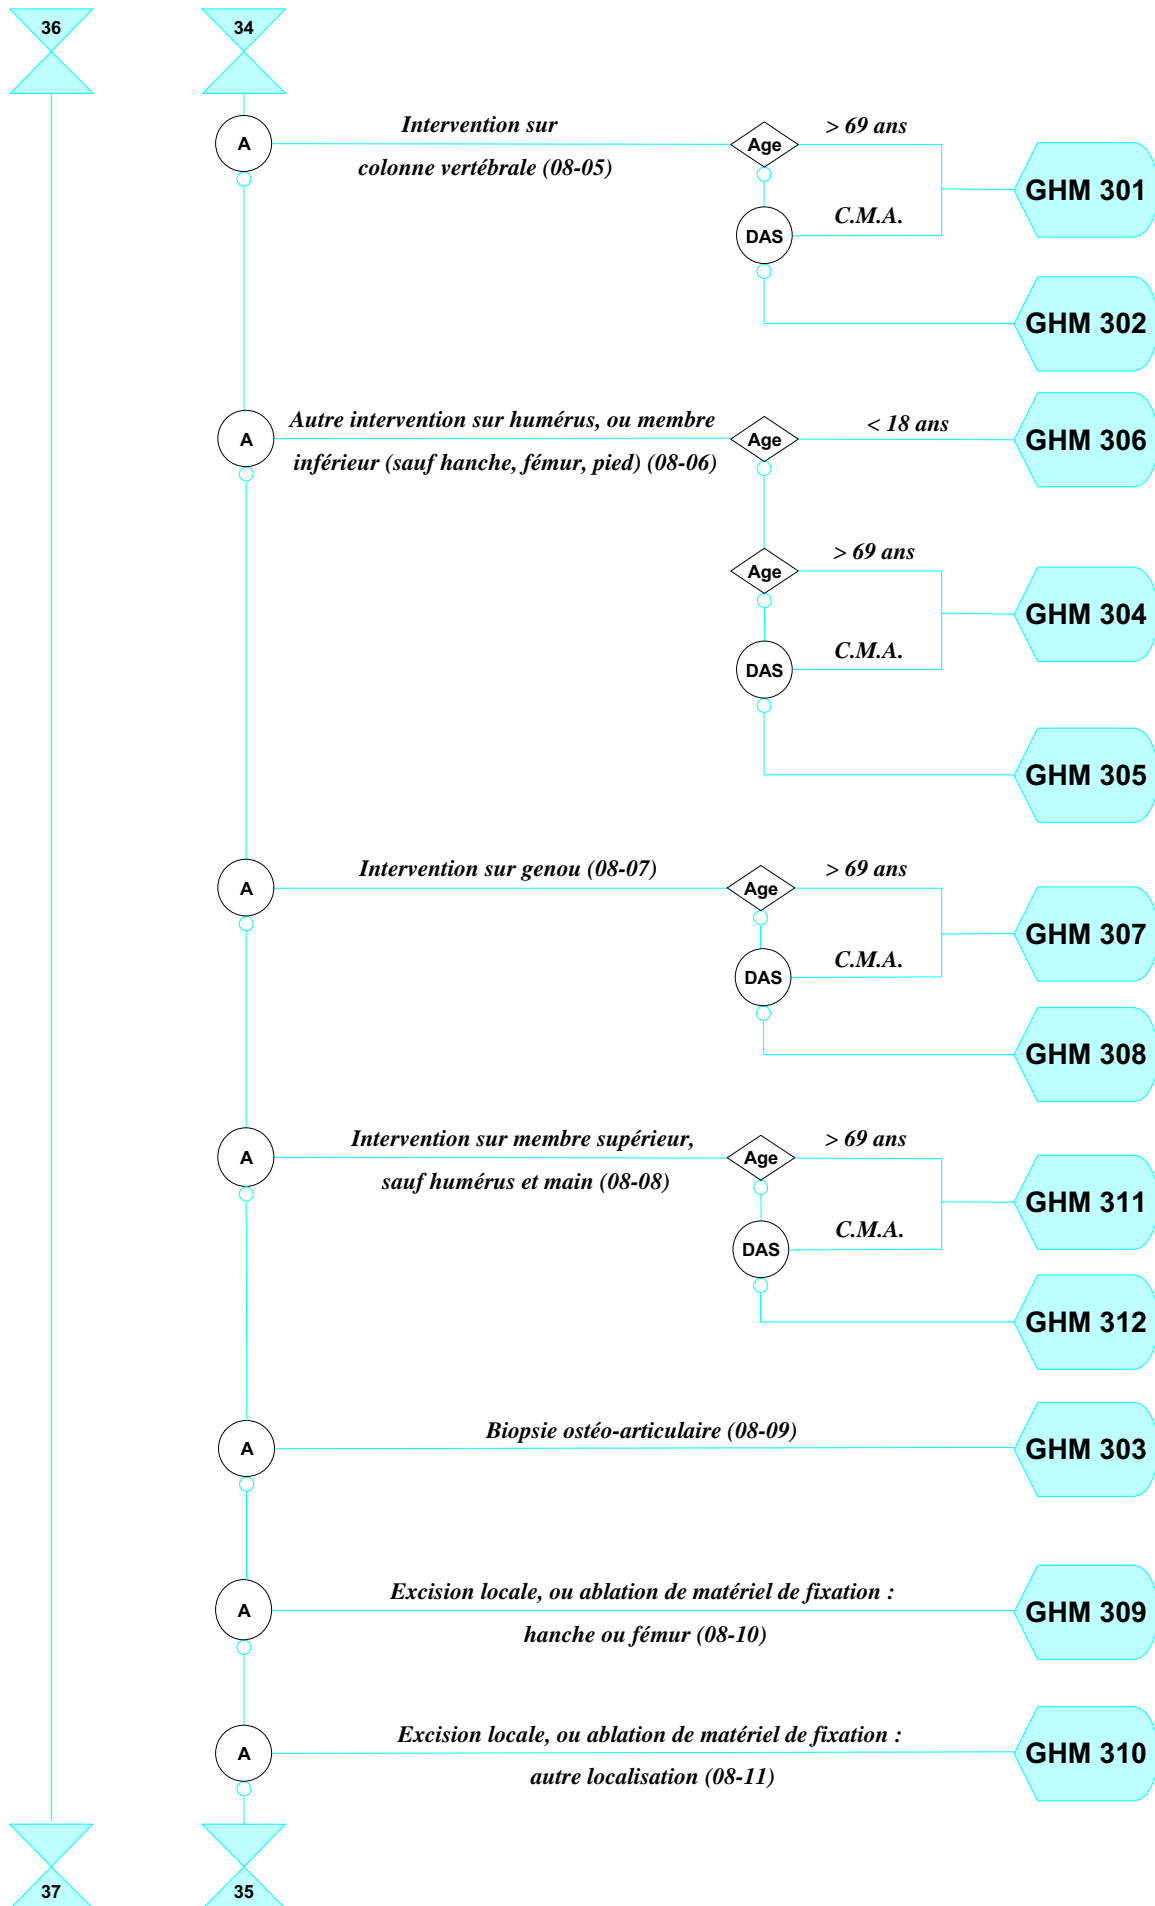 36
34
A
Intervention sur
colonne vertébrale (08-05)
Age
> 69 ans
GHM 301
DAS
C.M.A.
GHM 302
A
Autre intervention sur humérus, ou membre
inférieur (sauf hanche, fémur, pied) (08-06)
Age
< 18 ans
GHM 306
Age
> 69 ans
GHM 304
DAS
C.M.A.
GHM 305
A
Intervention sur genou (08-07)
Age
> 69 ans
GHM 307
DAS
C.M.A.
GHM 308
A
Intervention sur membre supérieur,
sauf humérus et main (08-08)
Age
> 69 ans
GHM 311
DAS
C.M.A.
GHM 312
A
Biopsie ostéo-articulaire (08-09)
GHM 303
A
Excision locale, ou ablation de matériel de fixation :
hanche ou fémur (08-10)
GHM 309
A
Excision locale, ou ablation de matériel de fixation :
autre localisation (08-11)
GHM 310
37
35